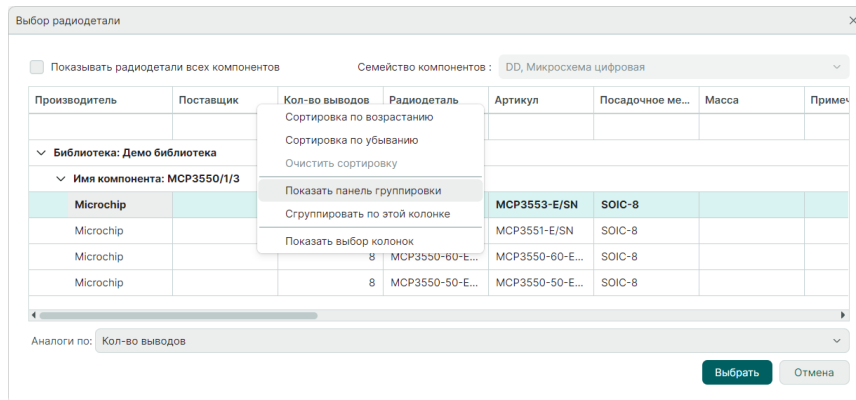 Выбор радиодетали
Показывать радиодетали всех компонентов Семейство компонентов : DD, Микросхема цифровая
Производитель Поставщик Кол-во выводов Радиодеталь Артикул Посадочное ме... Масса Примеч
Сортировка по возрастанию
Сортировка по убыванию
Библиотека: Демо библиотека
Очистить сортировку
Имя компонента: MCP3550/1/3
Показать панель группировки
Microchip MCP3553-E/SN SOIC-8
Сгруппировать по этой колонке
Microchip MCP3551-E/SN SOIC-8
Показать выбор колонок
Microchip 8 MCP3550-60-E... MCP3550-60-E... SOIC-8
Microchip 8 MCP3550-50-E... MCP3550-50-E... SOIC-8
Аналоги по: Кол-во выводов
Выбрать Отмена